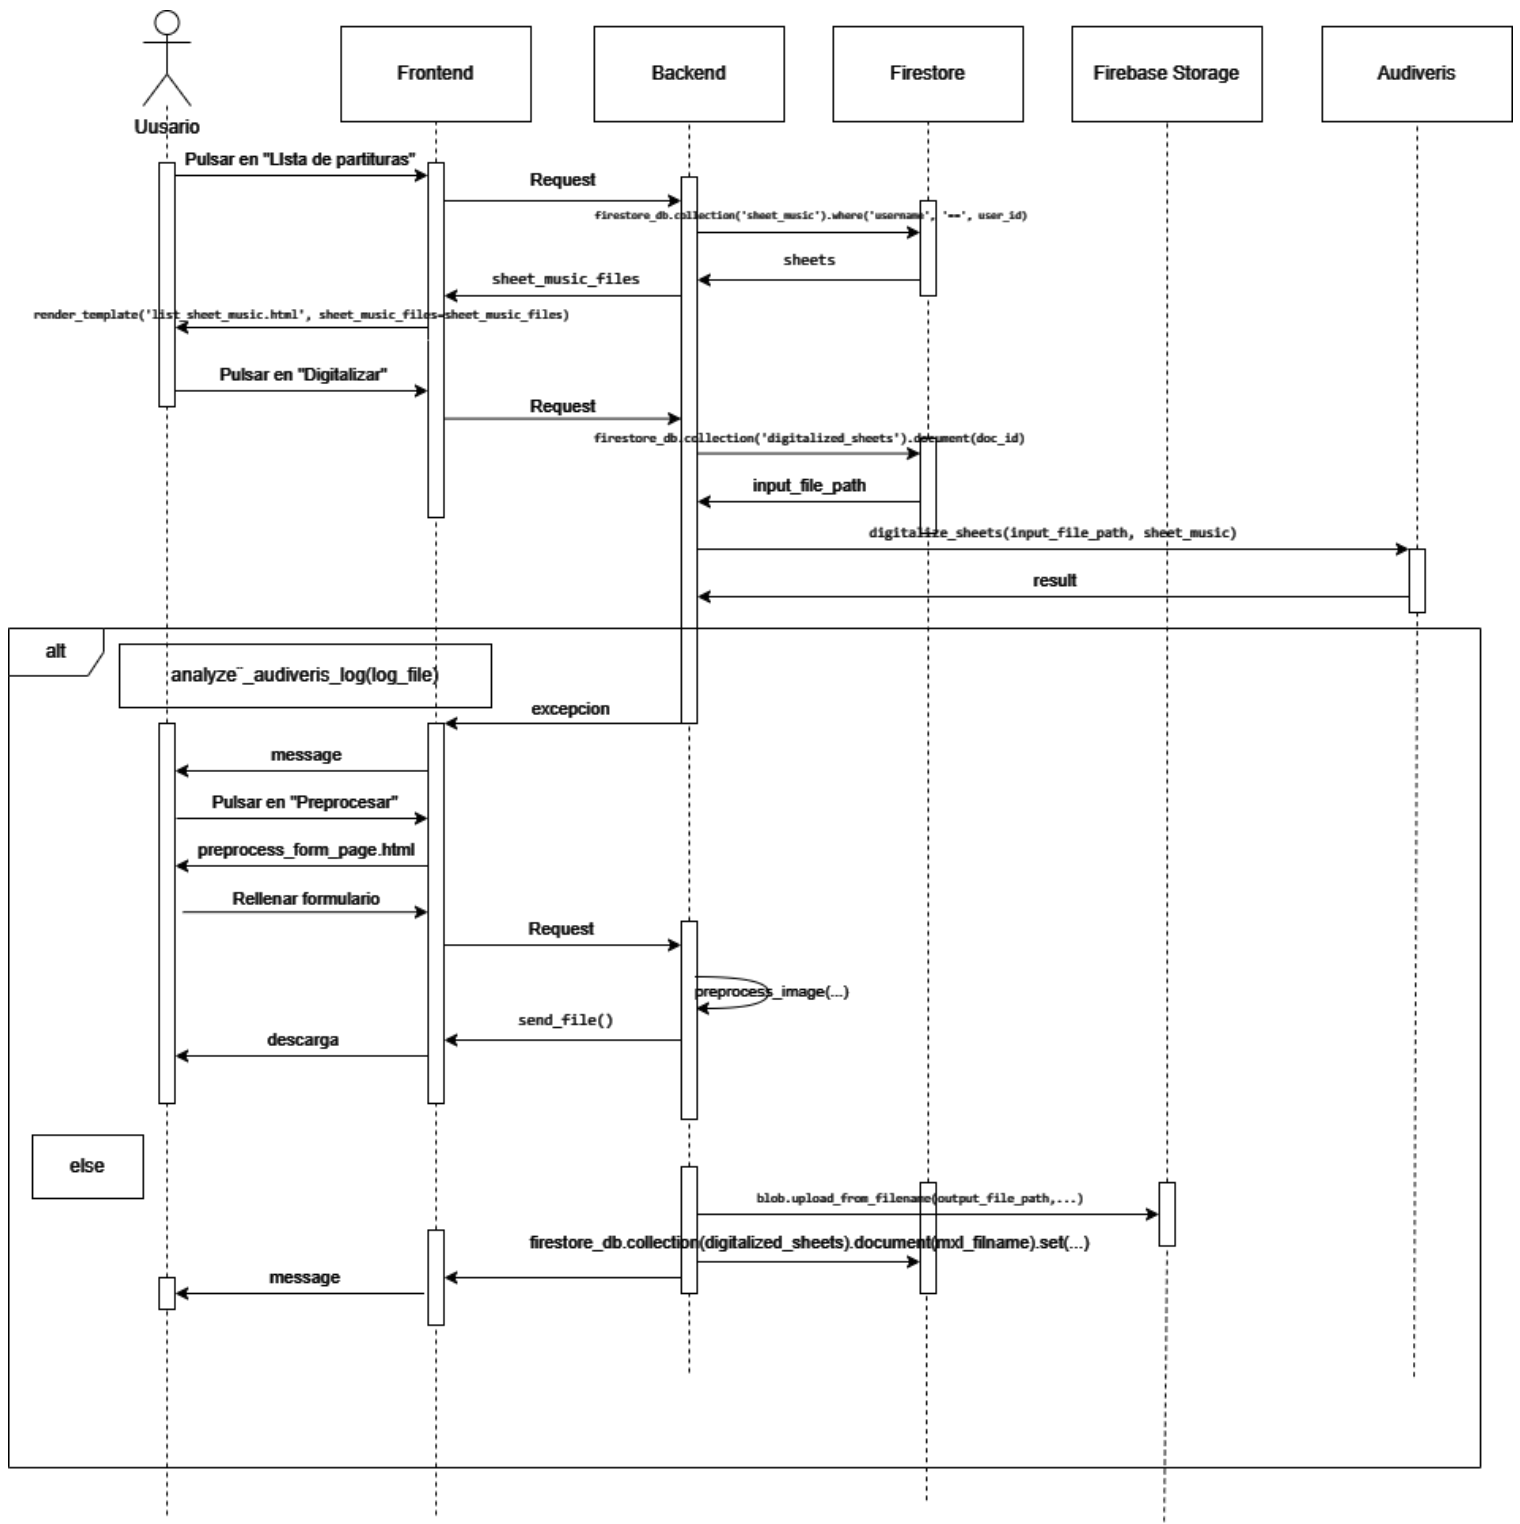 Uusario
Frontend
Backend
Firestore
Firebase Storage
Audiveris
Pulsar en "LIsta de partituras"
Request
firestore_db.collection('sheet_music').where('username', '==', user_id)
sheets
sheet_music_files
render_template('list_sheet_music.html', sheet_music_files=sheet_music_files)
Pulsar en "Digitalizar"
Request
firestore_db.collection('digitalized_sheets').document(doc_id)
input_file_path
digitalize_sheets(input_file_path, sheet_music)
result
alt
analyze¨_audiveris_log(log_file)
excepcion
message
Pulsar en "Preprocesar"
preprocess_form_page.html
Rellenar formulario
Request
preprocess_image(...)
send_file()
descarga
else
blob.upload_from_filename(output_file_path,...)
firestore_db.collection(digitalized_sheets).document(mxl_filname).set(...)
message